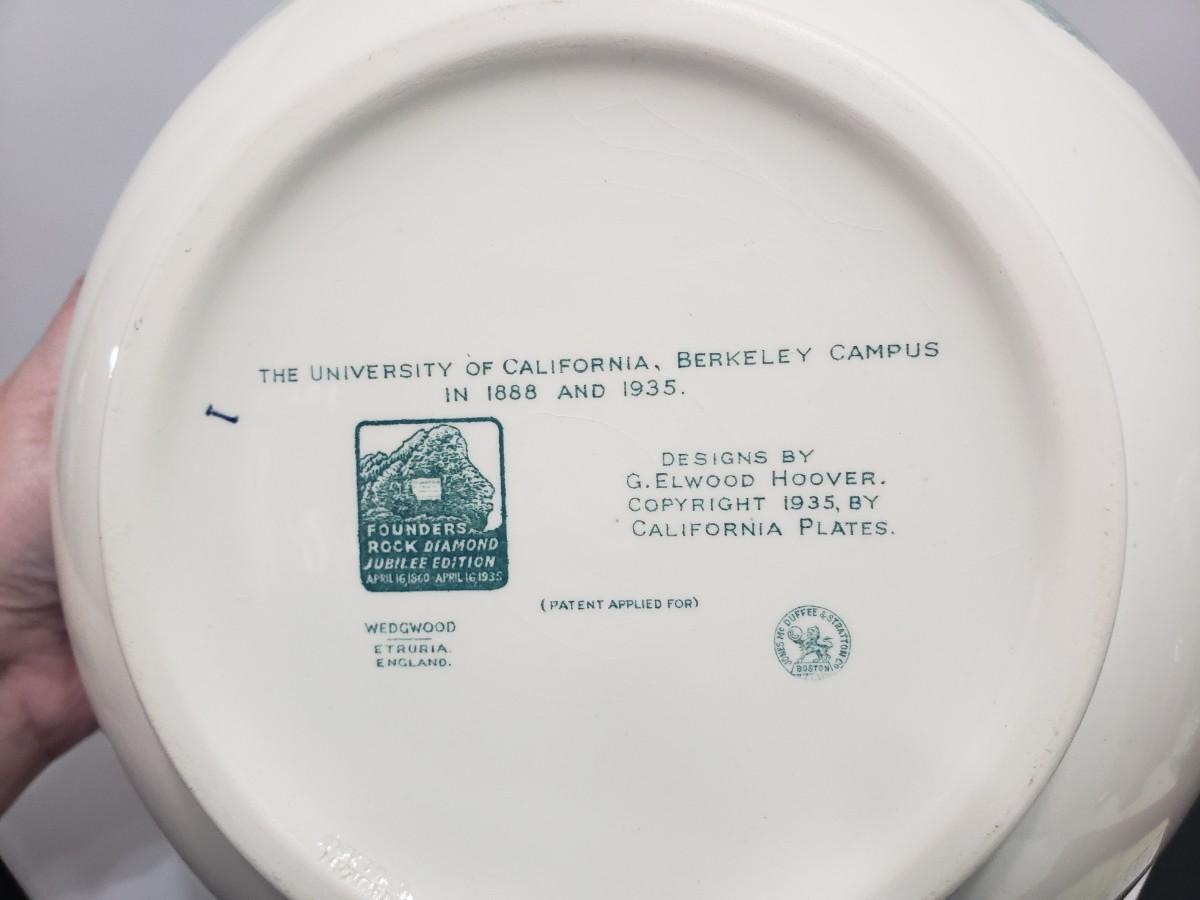 THE UNIVERSITY OF CALIFORNIA, BERKELEY CAMPUS
IN 1888 AND 1935.
I
FOUNDERS
ROCK DIAMOND
JUBILEE EDITION
APRIL 16, 1860 - APRIL 16, 1935
DESIGNS BY
G. ELWOOD HOOVER.
COPYRIGHT 1935, BY
CALIFORNIA PLATES.
(PATENT APPLIED FOR)
WEDGWOOD
ETRURIA.
ENGLAND.
JONES Mc DUFFEE & STRATTON Co
BOSTON